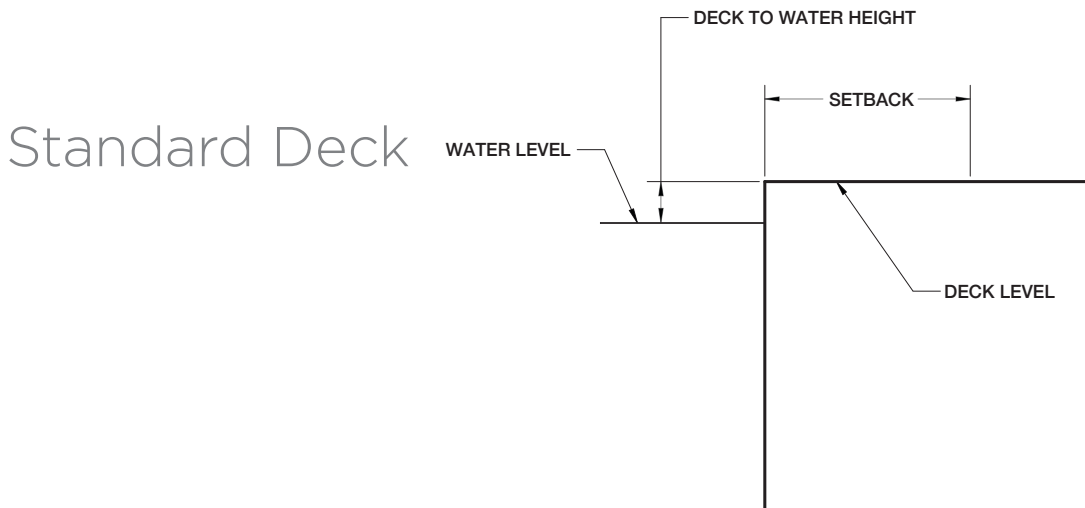 DECK TO WATER HEIGHT
SETBACK
Standard Deck
WATER LEVEL
DECK LEVEL